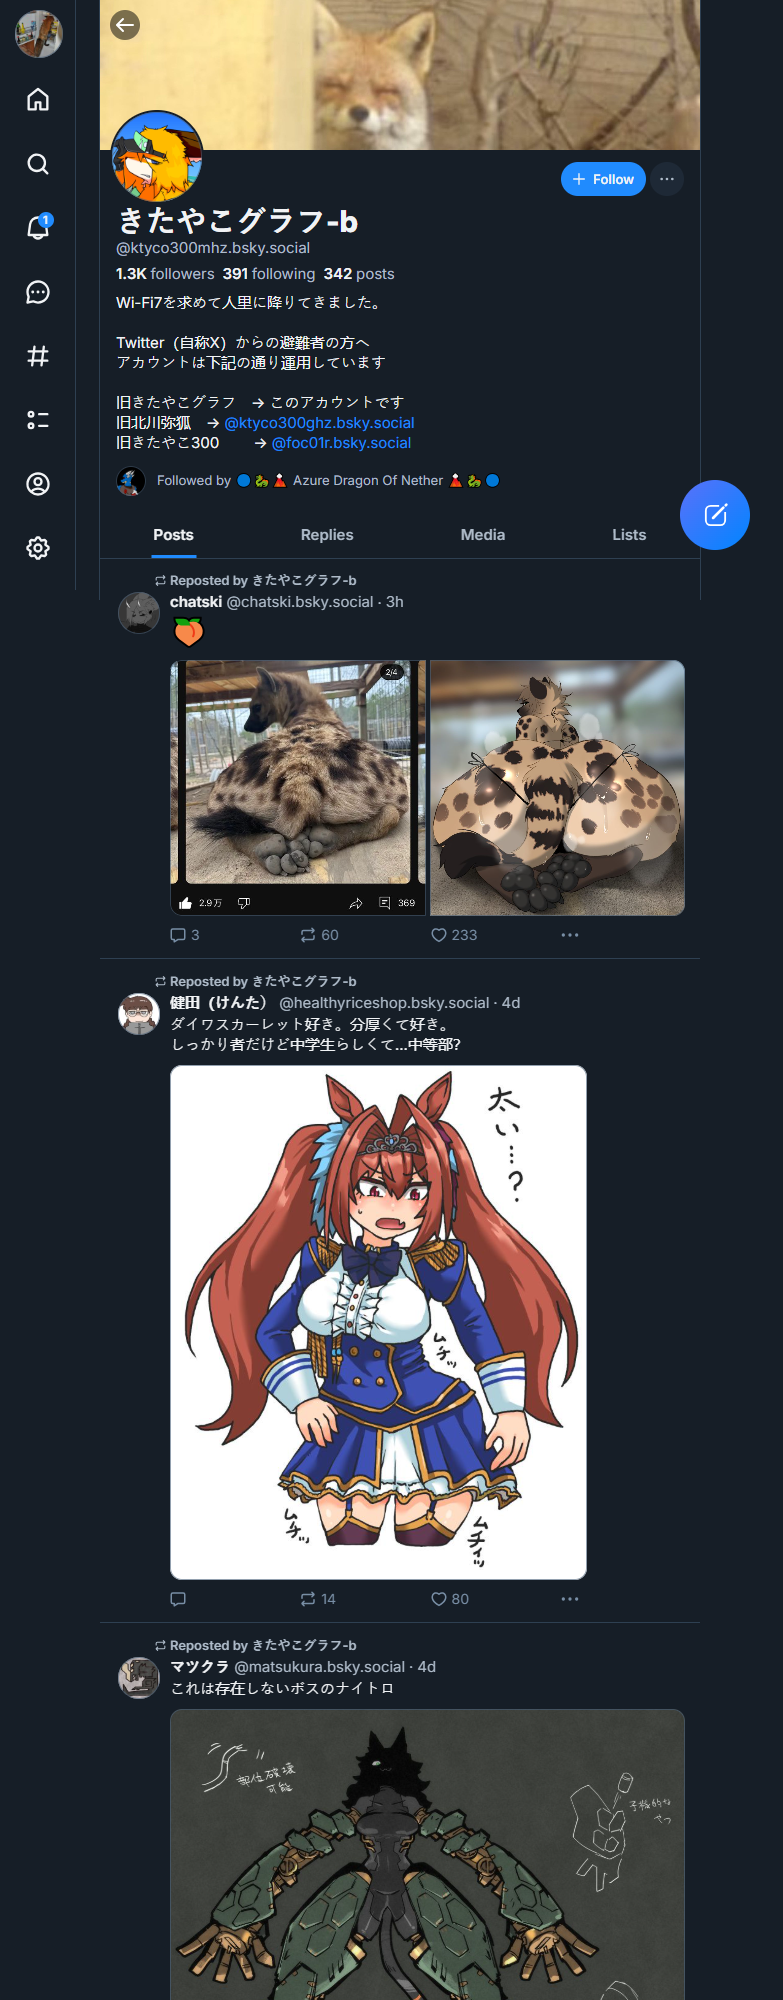 Follow
きたやこグラフ-b
@ktyco300mhz.bsky.social
1.3K followers 391 following 342 posts
Wi-Fi7を求めて人里に降りてきました。
Twitter（自称X）からの避難者の方へ
アカウントは下記の通り運用しています
旧きたやこグラフ　→ このアカウントです
旧北川弥狐　→ @ktyco300ghz.bsky.social
旧きたやこ300　　→ @foc01r.bsky.social
Followed by 🔵🐉🌋 Azure Dragon Of Nether 🌋🐉🔵
1
Posts Replies Media Lists
Reposted by きたやこグラフ-b
chatski @chatski.bsky.social · 3h
🍑
2/4
2.9万 369
3 60 233
Reposted by きたやこグラフ-b
健田（けんた） @healthyriceshop.bsky.social · 4d
ダイワスカーレット好き。分厚くて好き。
しっかり者だけど中学生らしくて...中等部?
太い…?
ムチッ
ムチッ
ムチィッ
14 80
Reposted by きたやこグラフ-b
マツクラ @matsukura.bsky.social · 4d
これは存在しないボスのナイトロ
部位破壊
可能